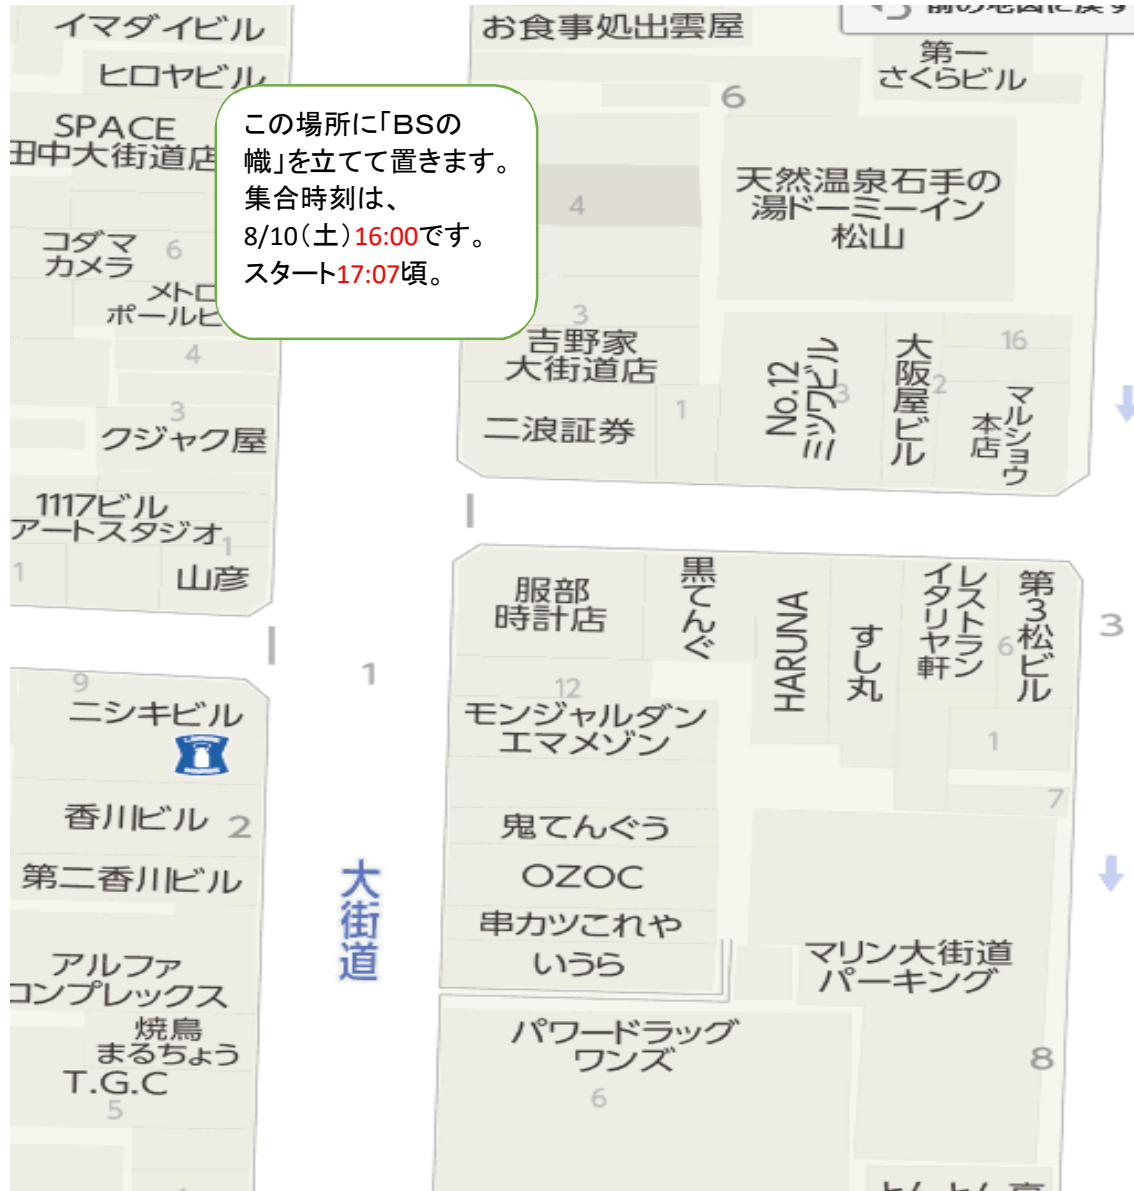 イマダイビル
お食事処出雲屋
前の地図に戻す
ヒロヤビル
第一
さくらビル
6
SPACE
田中大街道店
この場所に「BSの
幟」を立てて置きます。
集合時刻は、
8/10(土)16:00です。
スタート17:07頃。
4
天然温泉石手の
湯ドーミーイン
松山
コダマ
カメラ
6
メトロ
ポールビ
3
吉野家
大街道店
4
No.12
ミツワビル
3
大阪屋ビル
2
16
マルショウ
本店
3
クジャク屋
二浪証券
1
1117ビル
アートスタジオ
1
1
山彦
服部
時計店
黒てんぐ
HARUNA
すし丸
レストラン
イタリヤ軒
6
第3松ビル
3
1
9
ニシキビル
12
モンジャルダン
エマメゾン
1
7
香川ビル
2
鬼てんぐう
第二香川ビル
大街道
OZOC
串カツこれや
いうら
マリン大街道
パーキング
アルファ
コンプレックス
焼鳥
まるちょう
T.G.C
5
パワードラッグ
ワンズ
6
8